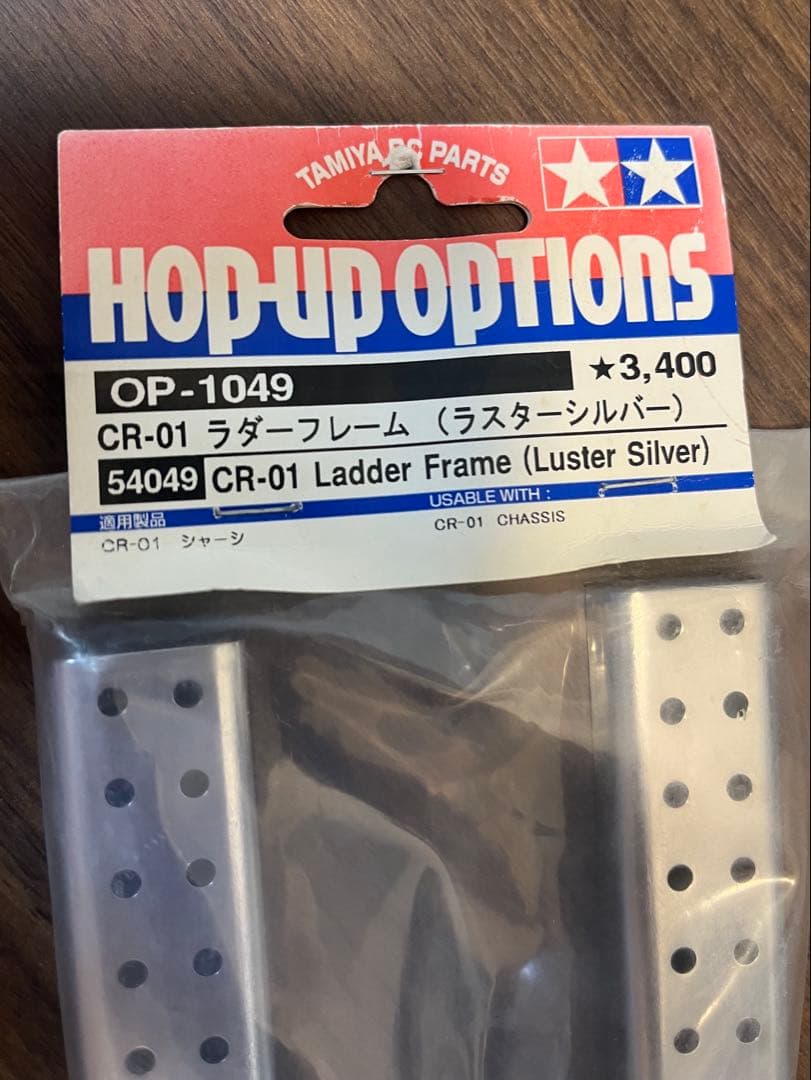 TAMIYA RC PARTS
HOP-UP OPTIONS
OP-1049
★3,400
CR-01 ラダーフレーム （ラスターシルバー）
54049 CR-01 Ladder Frame (Luster Silver)
適用製品
CR-01 シャーシ
USABLE WITH :
CR-01 CHASSIS